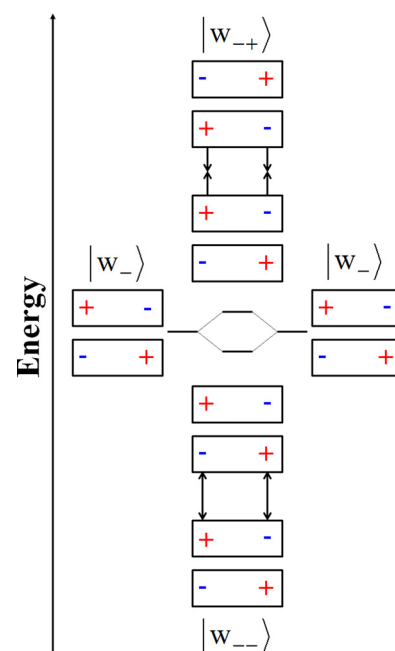 |w₋₊⟩
- +
+ -
+ -
- +
|w₋⟩
|w₋⟩
+ -
+ -
- +
- +
+ -
- +
+ -
- +
|w₋₋⟩
Energy